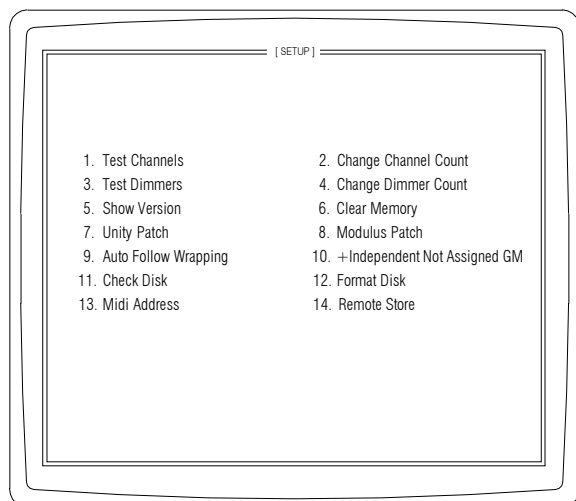 [ SETUP ]
1. Test Channels 2. Change Channel Count
3. Test Dimmers 4. Change Dimmer Count
5. Show Version 6. Clear Memory
7. Unity Patch 8. Modulus Patch
9. Auto Follow Wrapping 10. +Independent Not Assigned GM
11. Check Disk 12. Format Disk
13. Midi Address 14. Remote Store